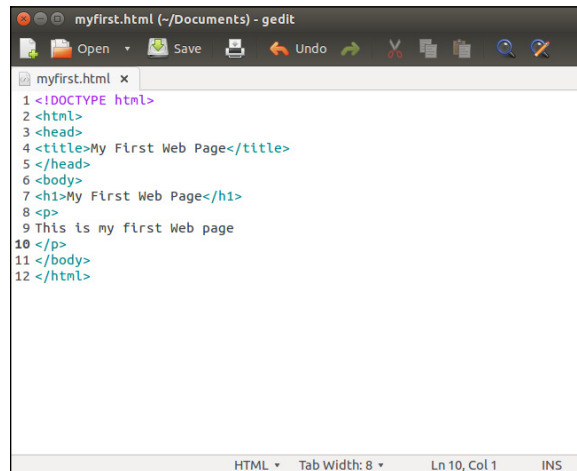 myfirst.html (~/Documents) - gedit
Open Save Undo
myfirst.html ×
1 <!DOCTYPE html>
2 <html>
3 <head>
4 <title>My First Web Page</title>
5 </head>
6 <body>
7 <h1>My First Web Page</h1>
8 <p>
9 This is my first Web page
10 </p>
11 </body>
12 </html>
HTML Tab Width: 8 Ln 10, Col 1 INS